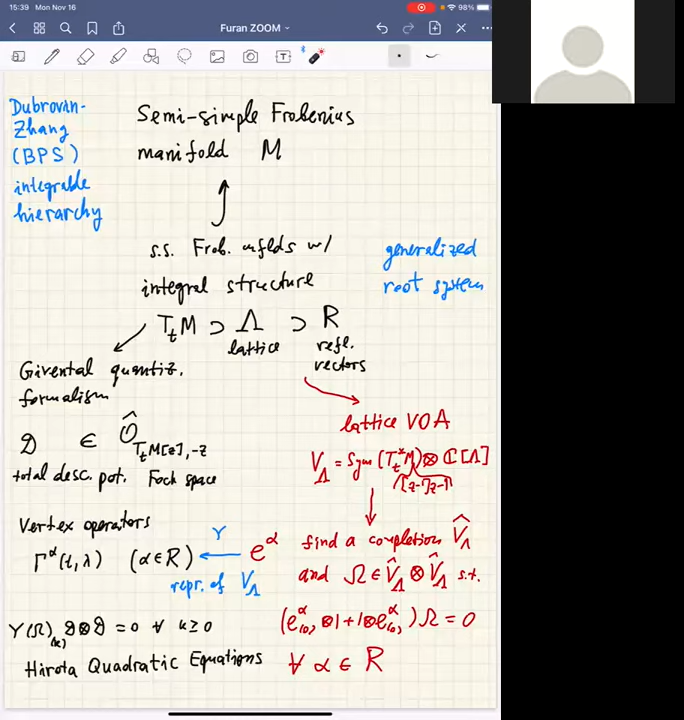 15:39 Mon Nov 16
98%
Furan ZOOM
Dubrovin-
Zhang
(BPS)
integrable
hierarchy
Semi-simple Frobenius
manifold M
s.s. Frob. mflds w/
integral structure
generalized
root system
T_t M ⊃ Λ ⊃ R
lattice
refl.
vectors
Givental quantiz.
formalism
D ∈ Ô_{T_t M[z], -z}
total desc. pot. Fock space
lattice VOA
V_Λ = Sym (T_t^* M) ⊗ ℂ[Λ]
[z^{-1}]z^{-1}
Vertex operators
Γ^α(t, λ) (α ∈ R)
Y
e^α
repr. of V_Λ
find a completion V̂_Λ
and Ω ∈ V̂_Λ ⊗ V̂_Λ s.t.
(e^α_{(0)} ⊗ 1 + 1 ⊗ e^α_{(0)}) Ω = 0
∀ α ∈ R
Y(Ω)_{(k)} D ⊗ D = 0 ∀ k ≥ 0
Hirota Quadratic Equations